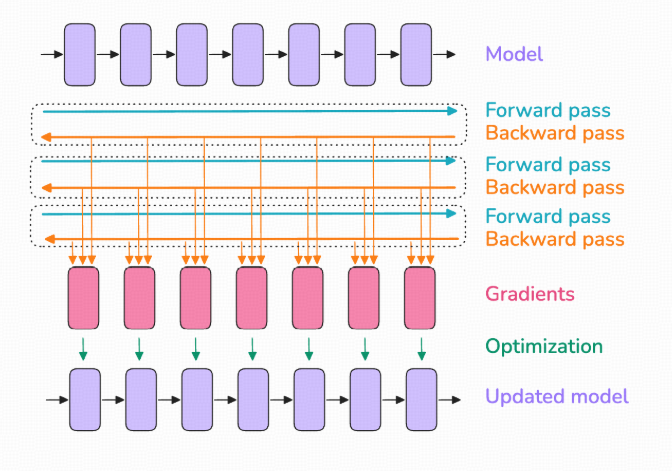 Model
Forward pass
Backward pass
Forward pass
Backward pass
Forward pass
Backward pass
Gradients
Optimization
Updated model